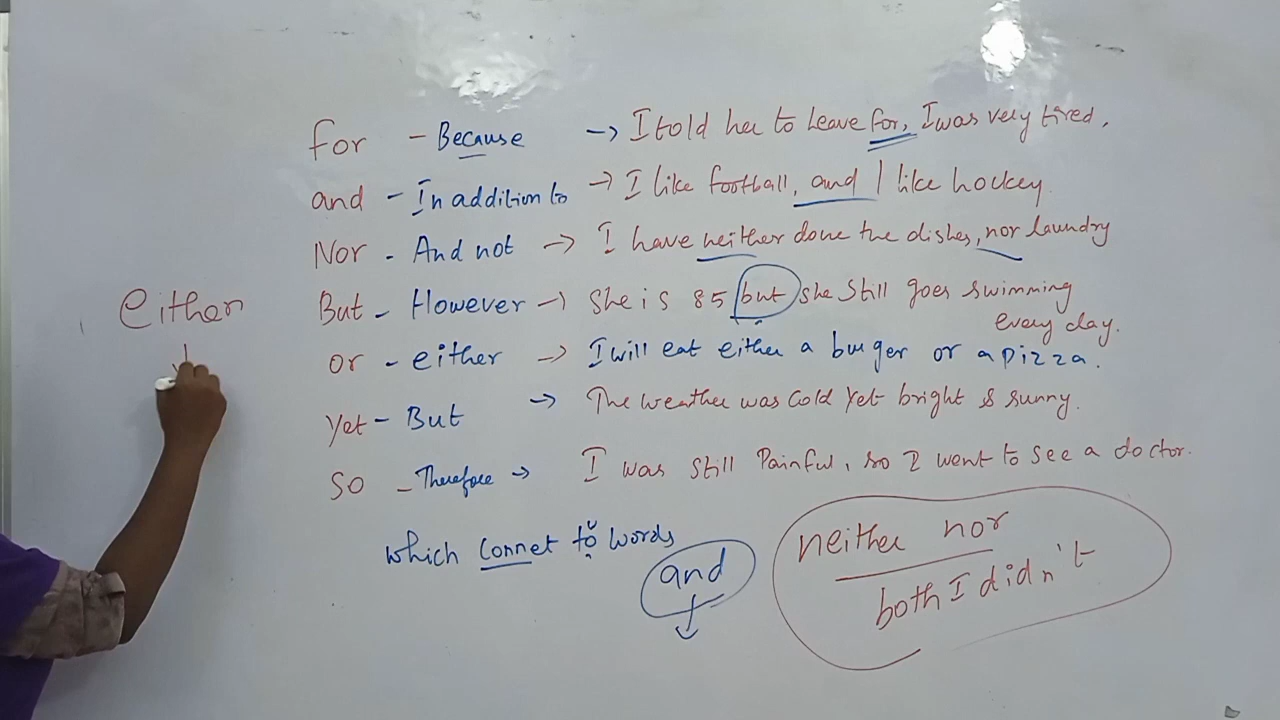 for - Because → I told her to leave for, I was very tired.
and - In addition to → I like football, and I like hockey.
Nor - And not → I have neither done the dishes, nor laundry
Either
But - However → She is 85 but she still goes swimming
every day.
or - either → I will eat either a burger or a pizza.
Yet - But → The weather was cold yet bright & sunny.
So - Therefore → I was still Painful, so I went to see a doctor.
which connet to words
and
neither nor
both I didn't